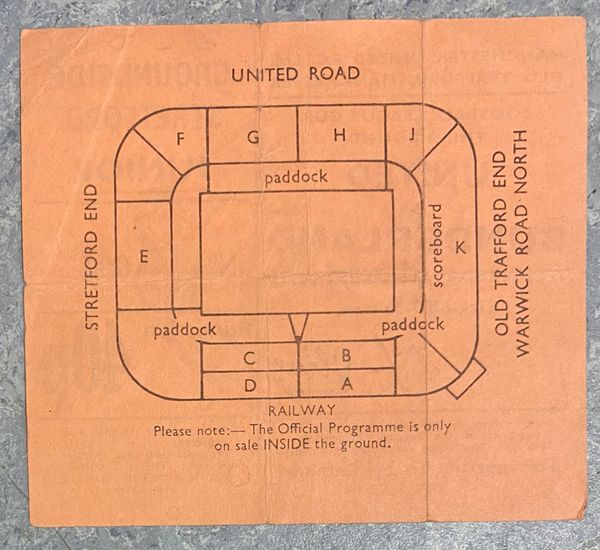 UNITED ROAD
F
G
H
J
paddock
STRETFORD END
E
scoreboard
K
OLD TRAFFORD END
WARWICK ROAD NORTH
paddock
paddock
C
B
D
A
RAILWAY
Please note:— The Official Programme is only
on sale INSIDE the ground.